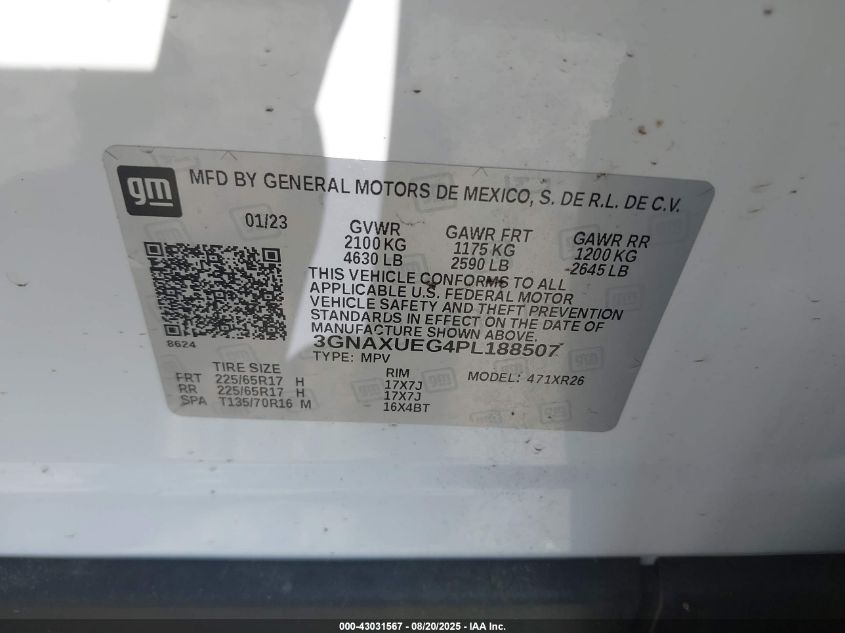 gm
MFD BY GENERAL MOTORS DE MEXICO, S. DE R.L. DE C.V.
01/23
GVWR GAWR FRT GAWR RR
2100 KG 1175 KG 1200 KG
4630 LB 2590 LB 2645 LB
THIS VEHICLE CONFORMS TO ALL
APPLICABLE U.S. FEDERAL MOTOR
VEHICLE SAFETY AND THEFT PREVENTION
STANDARDS IN EFFECT ON THE DATE OF
MANUFACTURE SHOWN ABOVE.
8624
3GNAXUEG4PL188507
TYPE: MPV
TIRE SIZE RIM MODEL: 471XR26
FRT 225/65R17 H 17X7J
RR 225/65R17 H 17X7J
SPA T135/70R16 M 16X4BT
000-43031567 - 08/20/2025 - IAA Inc.